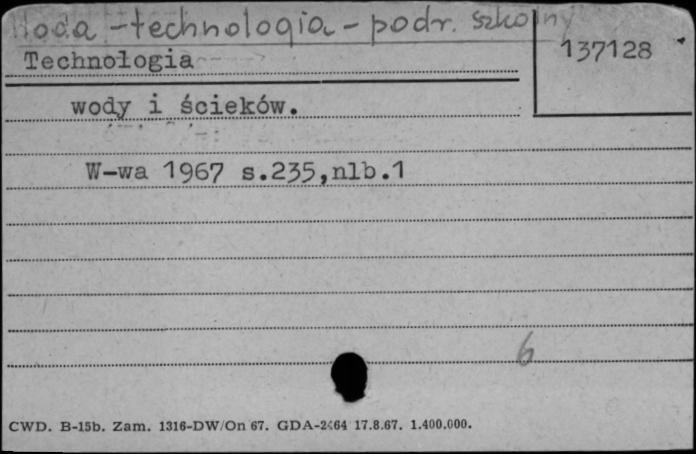 Woda - technologia - podr. szkolny
137128
Technologia
wody i ścieków.
W-wa 1967 s.235,nlb.1
6
CWD. B-15b. Zam. 1316-DW/On 67. GDA-2464 17.8.67. 1.400.000.